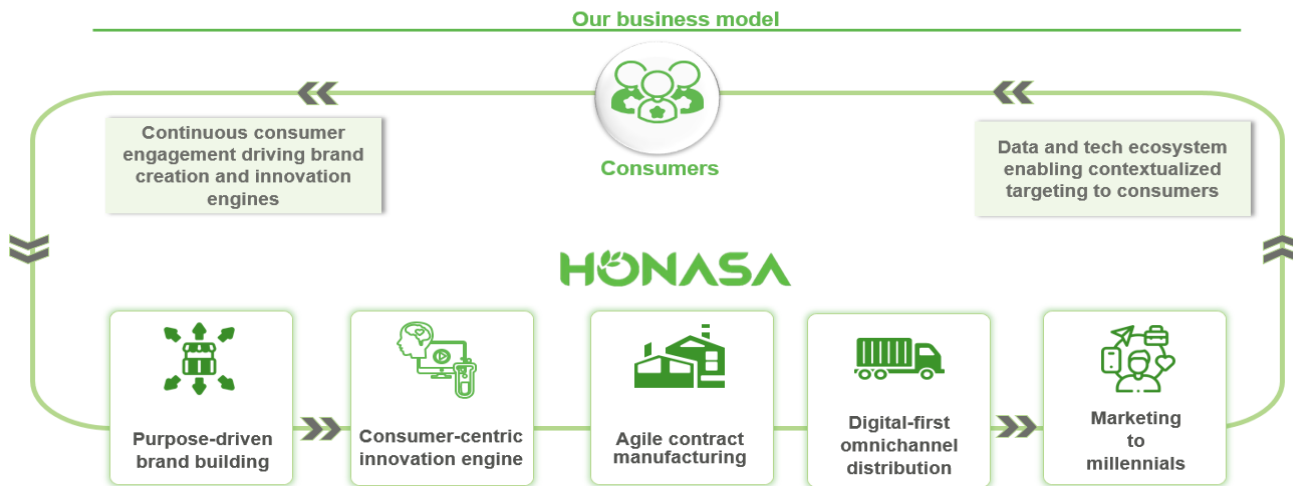 Our business model
Continuous consumer
engagement driving brand
creation and innovation
engines
Consumers
Data and tech ecosystem
enabling contextualized
targeting to consumers
HONASA
Purpose-driven
brand building
Consumer-centric
innovation engine
Agile contract
manufacturing
Digital-first
omnichannel
distribution
Marketing
to
millennials